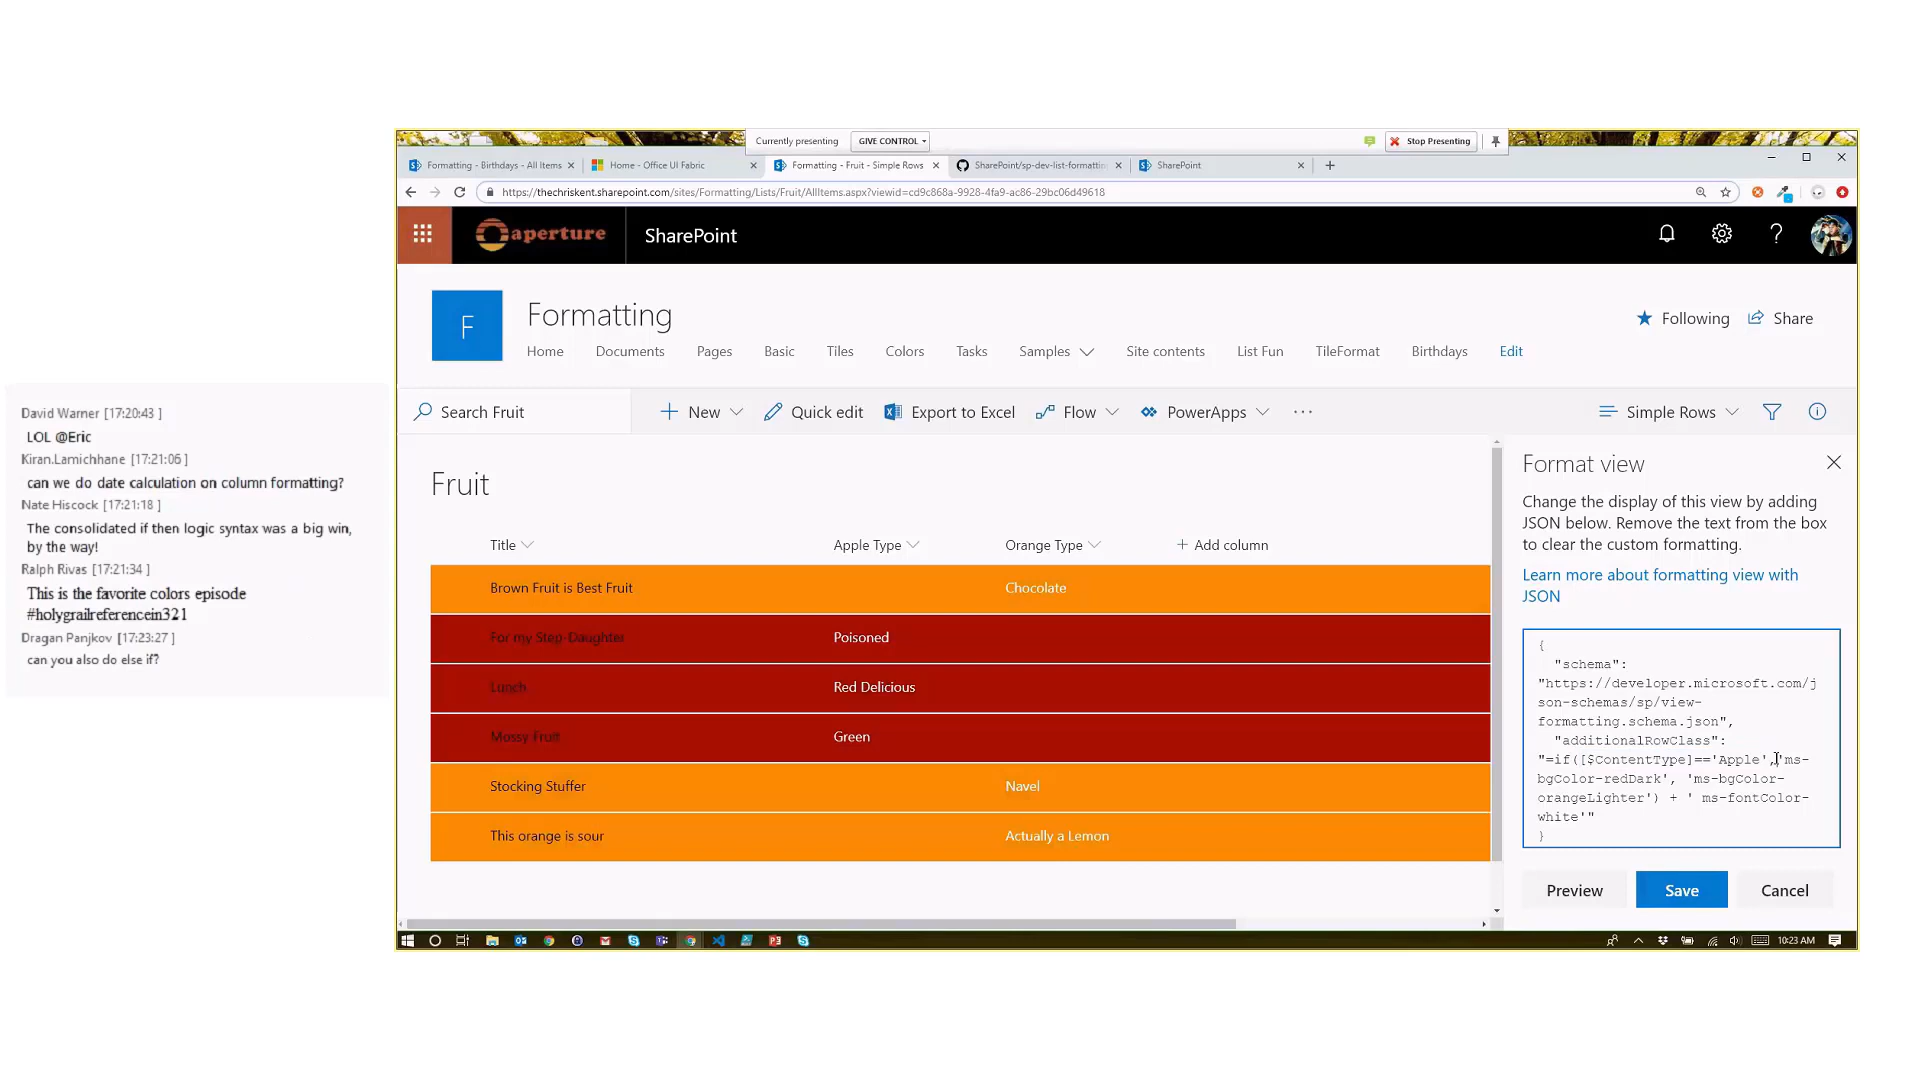 David Warner [17:20:43 ]
LOL @Eric
Kiran.Lamichhane [17:21:06 ]
can we do date calculation on column formatting?
Nate Hiscock [17:21:18 ]
The consolidated if then logic syntax was a big win,
by the way!
Ralph Rivas [17:21:34 ]
This is the favorite colors episode
#holygrailreferencein321
Dragan Panjkov [17:23:27 ]
can you also do else if?
Currently presenting
GIVE CONTROL
Stop Presenting
Formatting - Birthdays - All Items
Home - Office UI Fabric
Formatting - Fruit - Simple Rows
SharePoint/sp-dev-list-formatting
SharePoint
https://thechriskent.sharepoint.com/sites/Formatting/Lists/Fruit/AllItems.aspx?viewid=cd9c868a-9928-4fa9-ac86-29bc06d49618
aperture
SharePoint
F
Formatting
Following
Share
Home
Documents
Pages
Basic
Tiles
Colors
Tasks
Samples
Site contents
List Fun
TileFormat
Birthdays
Edit
Search Fruit
New
Quick edit
Export to Excel
Flow
PowerApps
Simple Rows
Fruit
Title
Apple Type
Orange Type
+ Add column
Brown Fruit is Best Fruit
Chocolate
For my Step-Daughter
Poisoned
Lunch
Red Delicious
Mossy Fruit
Green
Stocking Stuffer
Navel
This orange is sour
Actually a Lemon
Format view
Change the display of this view by adding
JSON below. Remove the text from the box
to clear the custom formatting.
Learn more about formatting view with
JSON
{
"schema":
"https://developer.microsoft.com/j
son-schemas/sp/view-
formatting.schema.json",
"additionalRowClass":
"=if([$ContentType]=='Apple','ms-
bgColor-redDark', 'ms-bgColor-
orangeLighter') + ' ms-fontColor-
white'"
}
Preview
Save
Cancel
10:23 AM